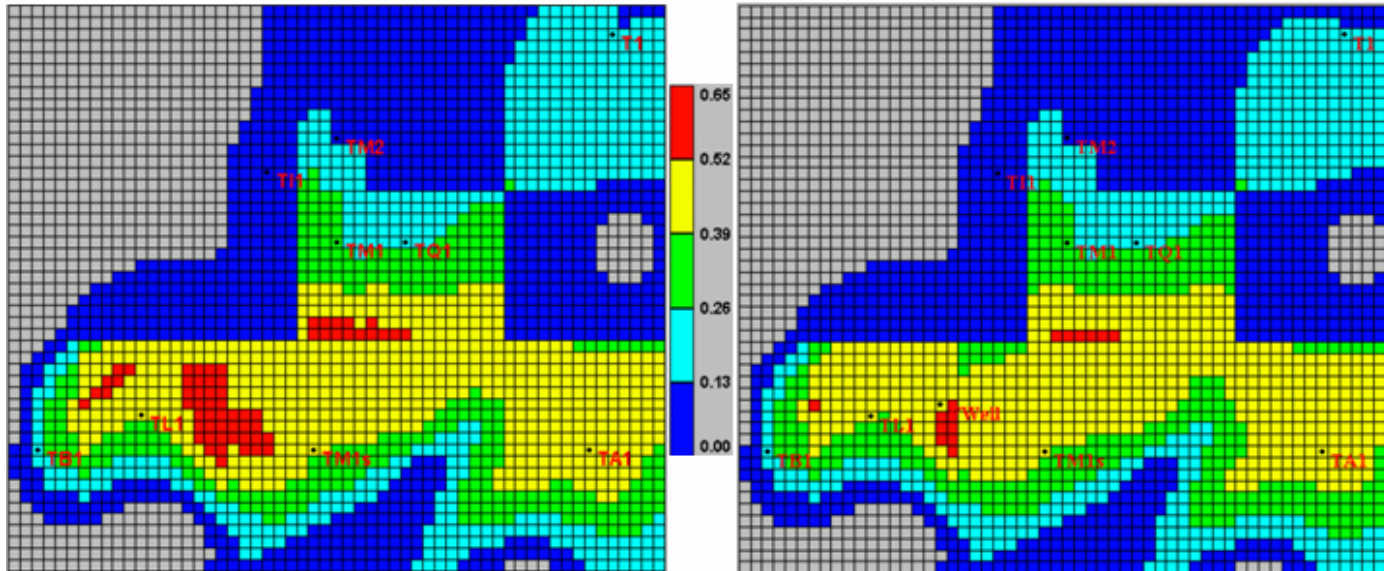 T1
TM2
TI1
TM1 TQ1
TL1
TB1 TM1s TA1
0.65
0.52
0.39
0.26
0.13
0.00
T1
TM2
TI1
TM1 TQ1
Well
TL1
TB1 TM1s TA1